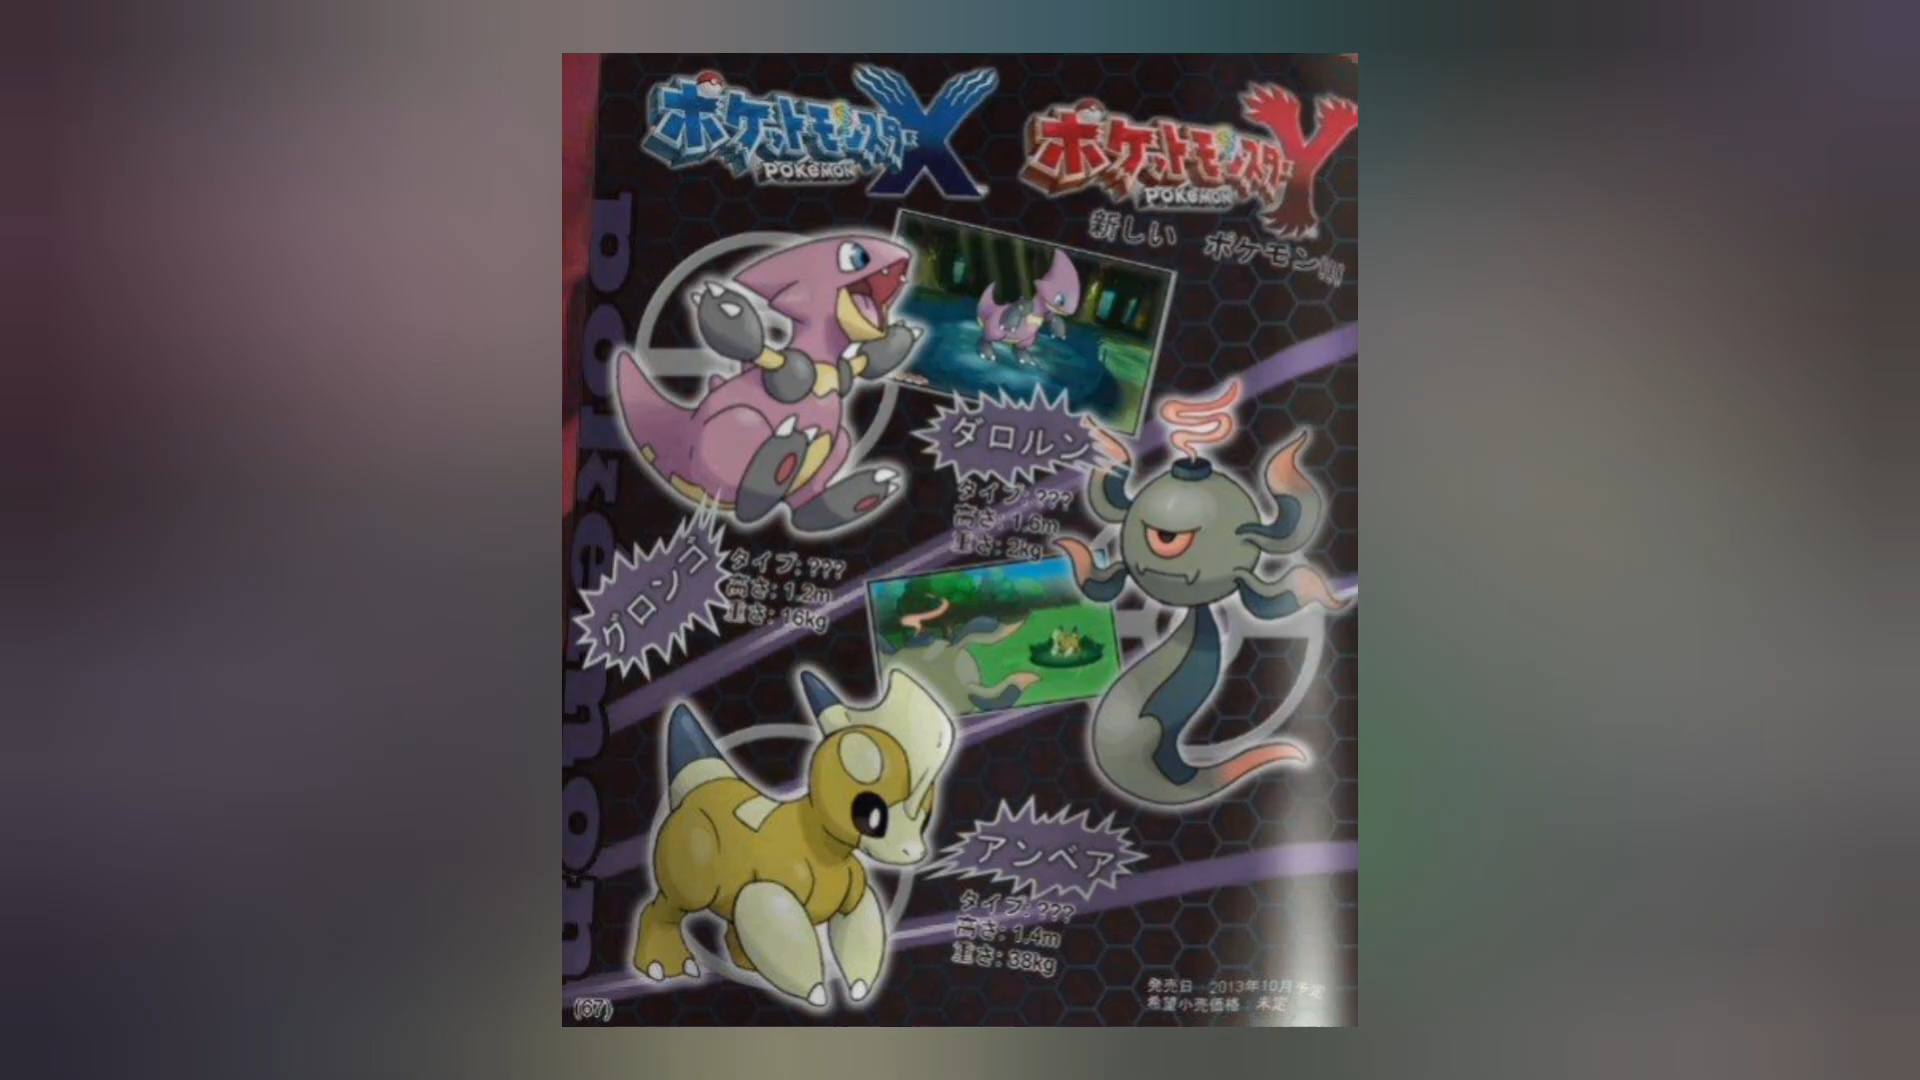 ポケットモンスターX
POKÉMON
ポケットモンスターY
POKÉMON
新しい ポケモン!!!
pokemon
ダロルン
タイプ: ???
高さ: 1.6m
重さ: 2kg
グロンゴ
タイプ: ???
高さ: 1.2m
重さ: 16kg
アンベア
タイプ: ???
高さ: 1.4m
重さ: 38kg
発売日 2013年10月予定
希望小売価格 : 未定
(67)